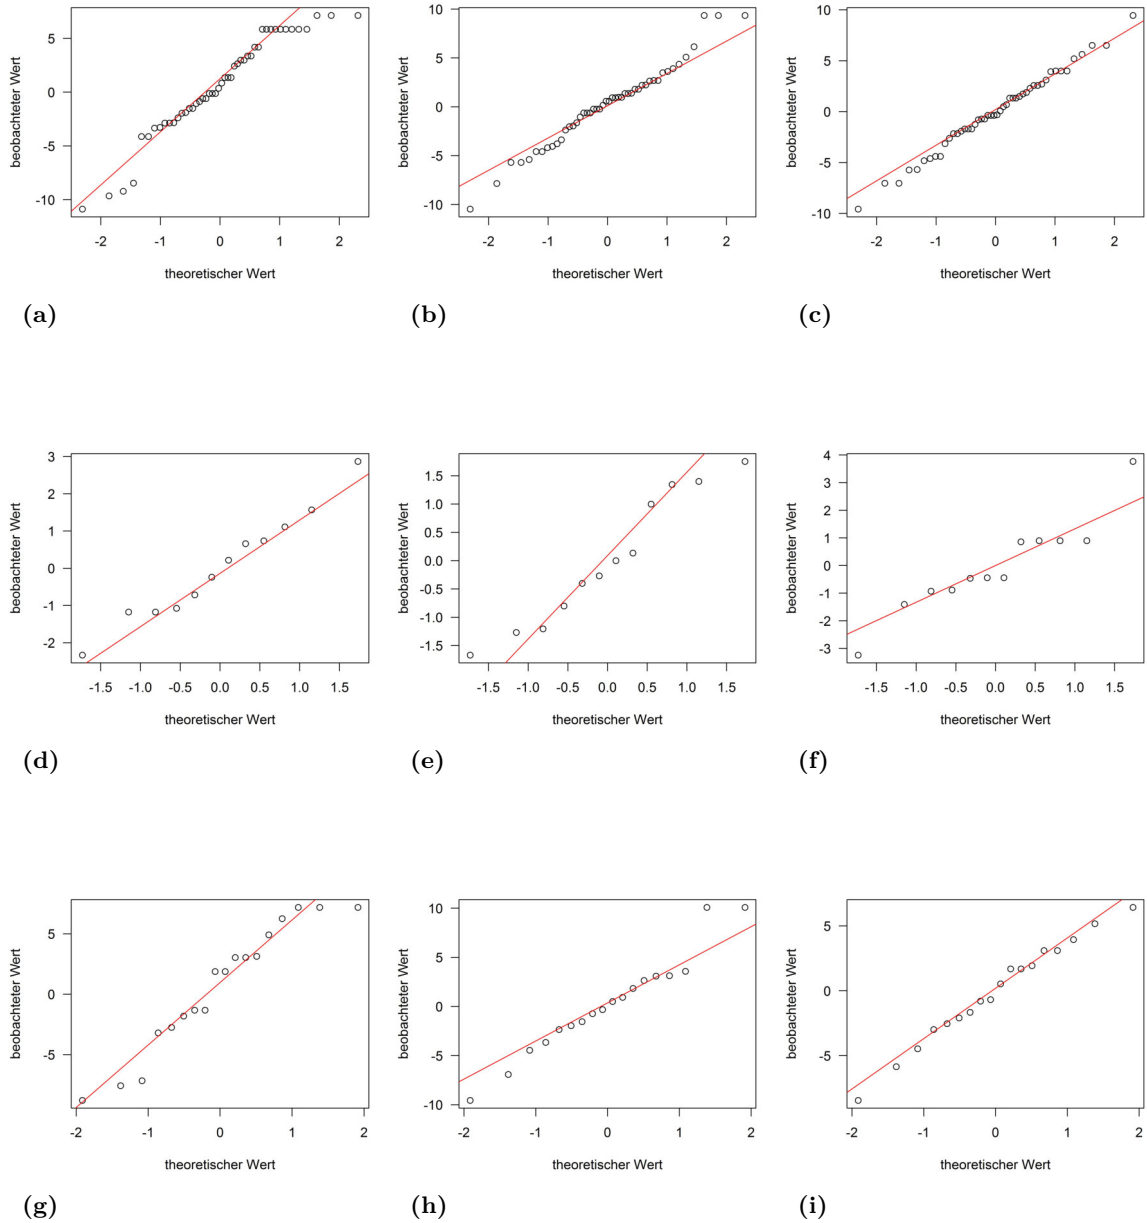 5
0
-5
-10
beobachteter Wert
-2 -1 0 1 2
theoretischer Wert
(a)
10
5
0
-5
-10
beobachteter Wert
-2 -1 0 1 2
theoretischer Wert
(b)
10
5
0
-5
-10
beobachteter Wert
-2 -1 0 1 2
theoretischer Wert
(c)
3
2
1
0
-1
-2
beobachteter Wert
-1.5 -1.0 -0.5 0.0 0.5 1.0 1.5
theoretischer Wert
(d)
1.5
1.0
0.5
0.0
-0.5
-1.0
-1.5
beobachteter Wert
-1.5 -1.0 -0.5 0.0 0.5 1.0 1.5
theoretischer Wert
(e)
4
3
2
1
0
-1
-2
-3
beobachteter Wert
-1.5 -1.0 -0.5 0.0 0.5 1.0 1.5
theoretischer Wert
(f)
5
0
-5
beobachteter Wert
-2 -1 0 1 2
theoretischer Wert
(g)
10
5
0
-5
-10
beobachteter Wert
-2 -1 0 1 2
theoretischer Wert
(h)
5
0
-5
beobachteter Wert
-2 -1 0 1 2
theoretischer Wert
(i)